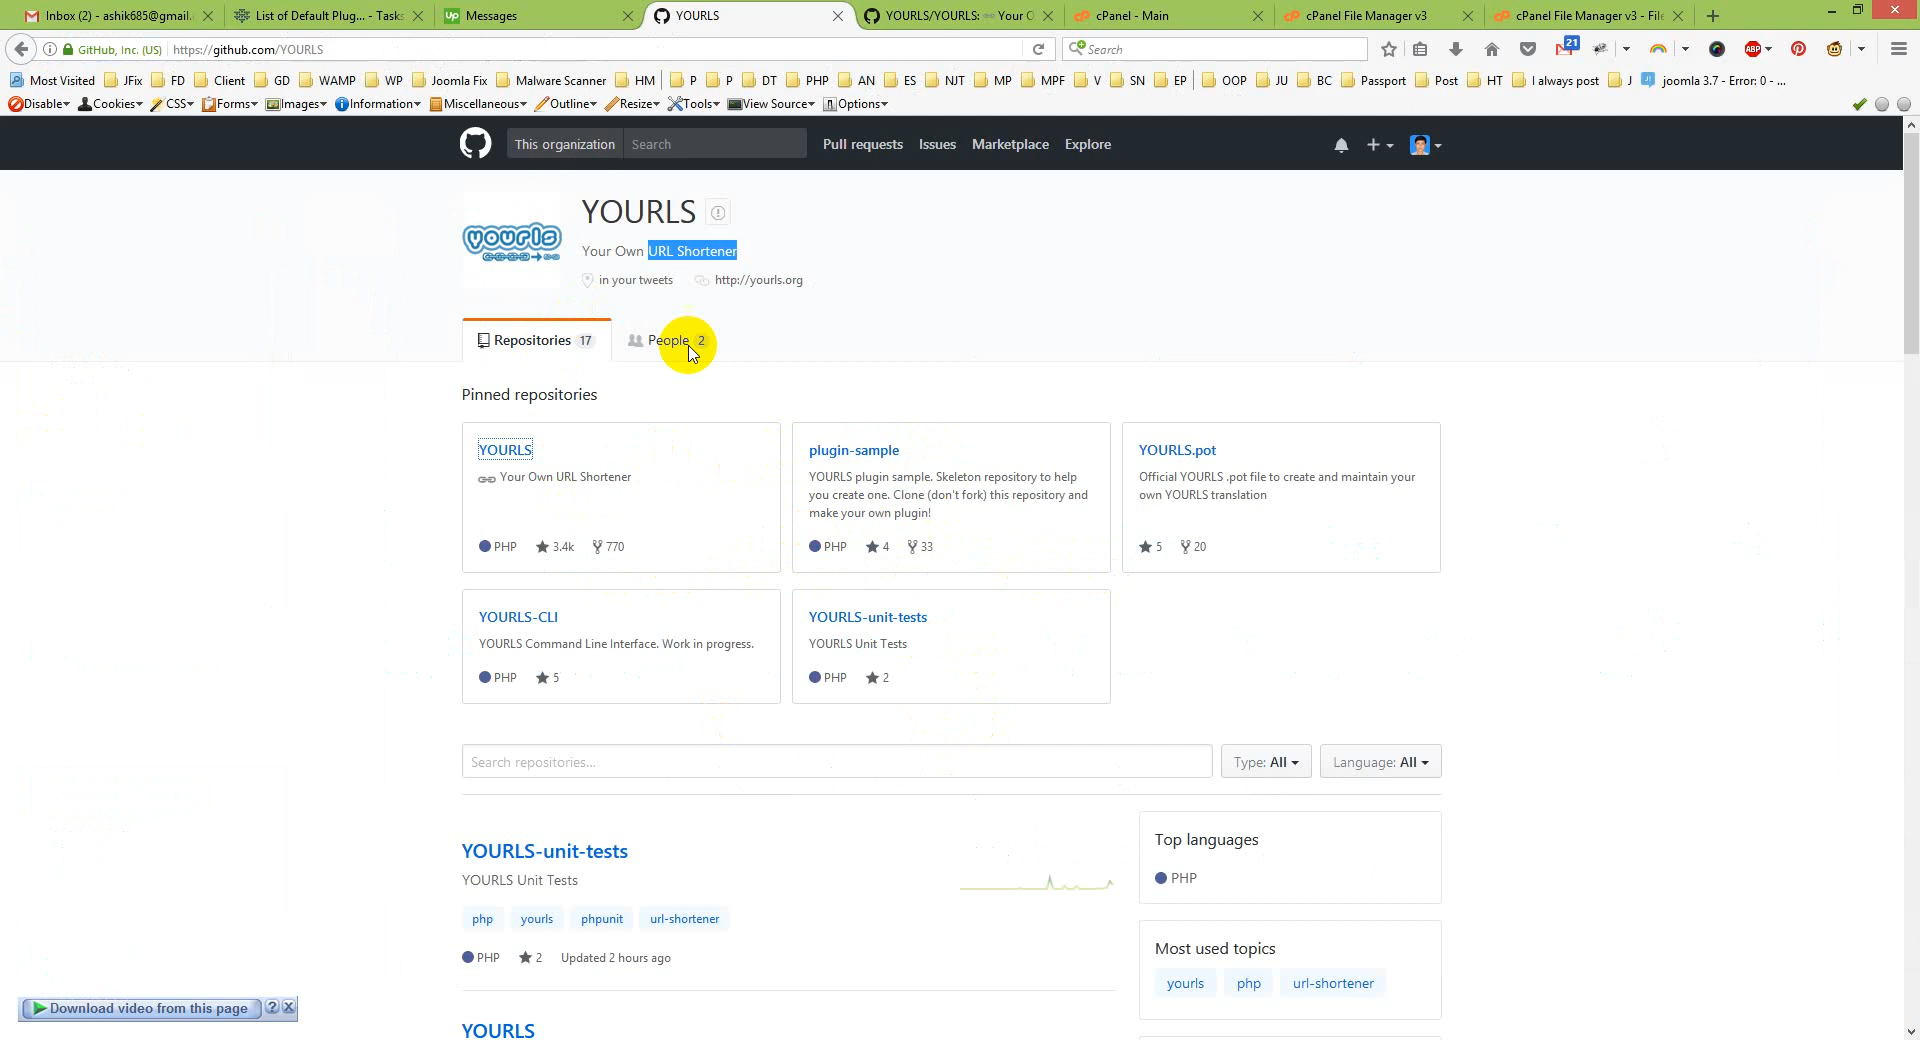 Inbox (2) - ashik685@gmail.
List of Default Plug... - Tasks
Messages
YOURLS
YOURLS/YOURLS: Your O
cPanel - Main
cPanel File Manager v3
cPanel File Manager v3 - File
GitHub, Inc. (US) https://github.com/YOURLS
Search
21
ABP
Most Visited JFix FD Client GD WAMP WP Joomla Fix Malware Scanner HM P P DT PHP AN ES NJT MP MPF V SN EP OOP JU BC Passport Post HT I always post J joomla 3.7 - Error: 0 - ...
Disable Cookies CSS Forms Images Information Miscellaneous Outline Resize Tools View Source Options
This organization Search Pull requests Issues Marketplace Explore
yourls
YOURLS
Your Own URL Shortener
in your tweets http://yourls.org
Repositories 17 People 2
Pinned repositories
YOURLS
Your Own URL Shortener
PHP 3.4k 770
plugin-sample
YOURLS plugin sample. Skeleton repository to help
you create one. Clone (don't fork) this repository and
make your own plugin!
PHP 4 33
YOURLS.pot
Official YOURLS .pot file to create and maintain your
own YOURLS translation
5 20
YOURLS-CLI
YOURLS Command Line Interface. Work in progress.
PHP 5
YOURLS-unit-tests
YOURLS Unit Tests
PHP 2
Search repositories... Type: All Language: All
YOURLS-unit-tests
YOURLS Unit Tests
php yourls phpunit url-shortener
PHP 2 Updated 2 hours ago
Top languages
PHP
Most used topics
yourls php url-shortener
Download video from this page
YOURLS